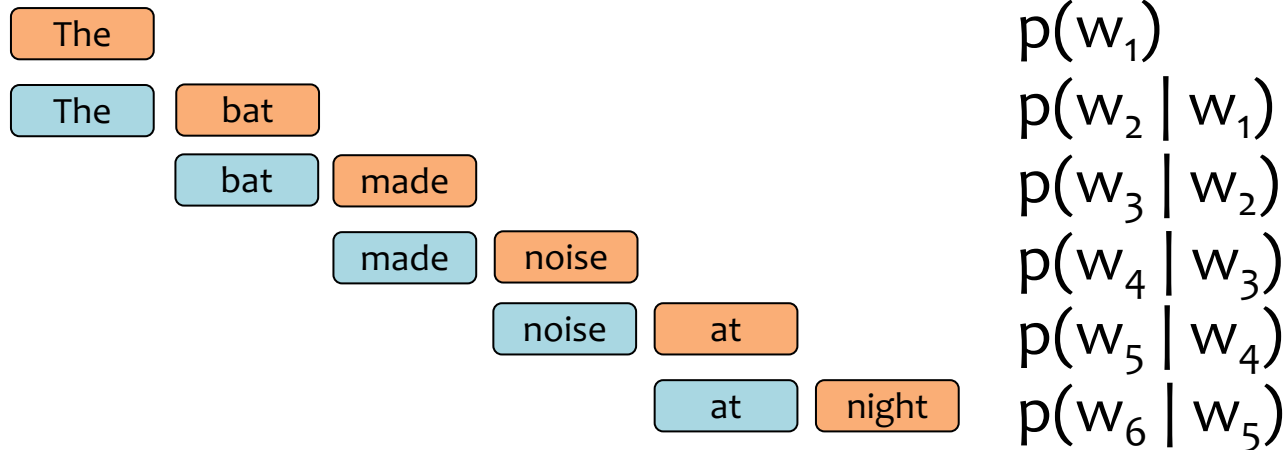 The p(w₁)
The bat p(w₂ | w₁)
bat made p(w₃ | w₂)
made noise p(w₄ | w₃)
noise at p(w₅ | w₄)
at night p(w₆ | w₅)